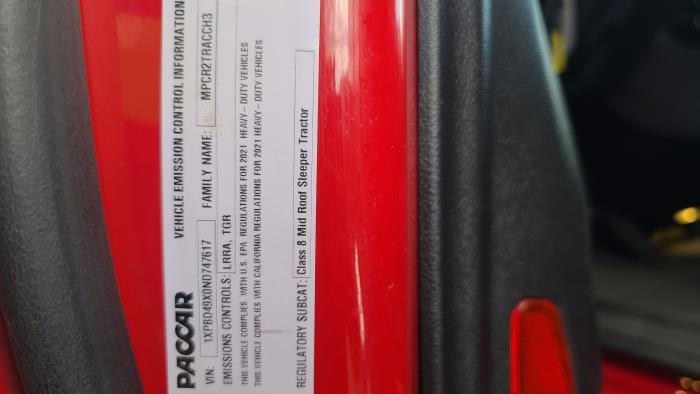 VEHICLE EMISSION CONTROL INFORMATION
PACCAR
VIN: 1XPBD49X0ND747617 FAMILY NAME: MPCR2TRACCH3
EMISSIONS CONTROLS: LRRA, TGR
THIS VEHICLE COMPLIES WITH U.S. EPA REGULATIONS FOR 2021 HEAVY-DUTY VEHICLES
THIS VEHICLE COMPLIES WITH CALIFORNIA REGULATIONS FOR 2021 HEAVY-DUTY VEHICLES
REGULATORY SUBCAT: Class 8 Mid Roof Sleeper Tractor